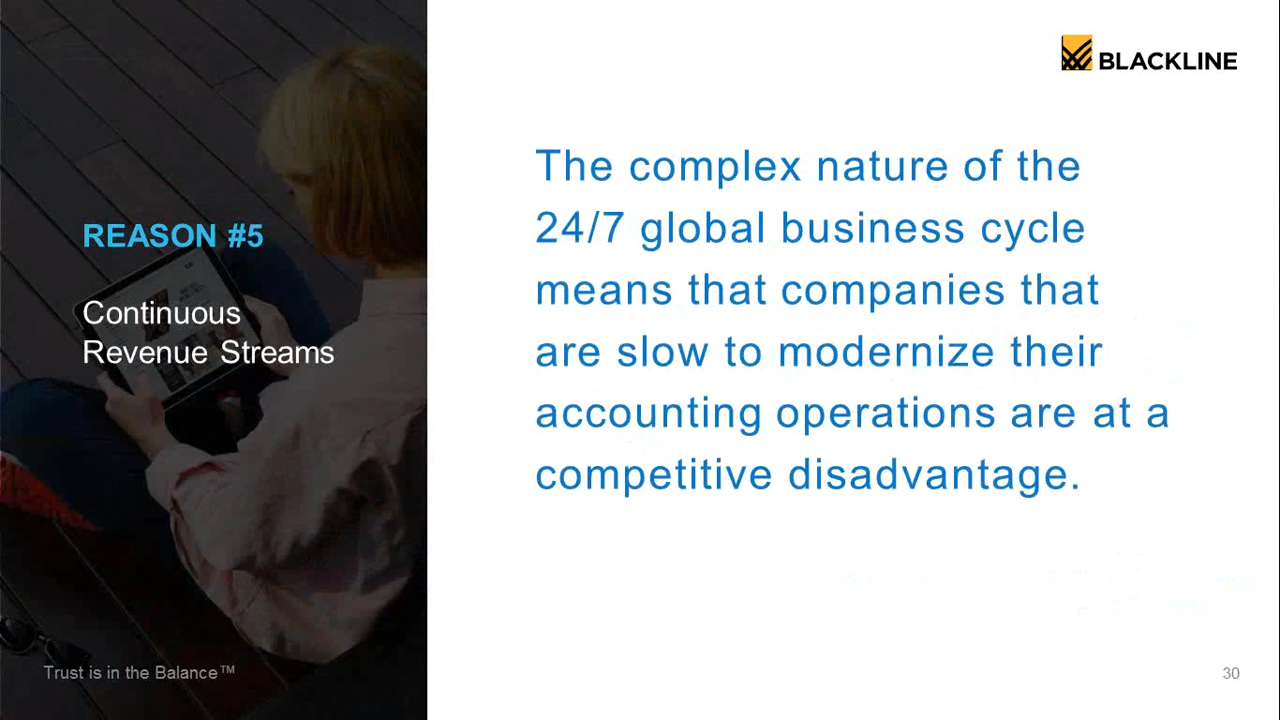 BLACKLINE
REASON #5
Continuous
Revenue Streams
The complex nature of the
24/7 global business cycle
means that companies that
are slow to modernize their
accounting operations are at a
competitive disadvantage.
Trust is in the Balance™
30